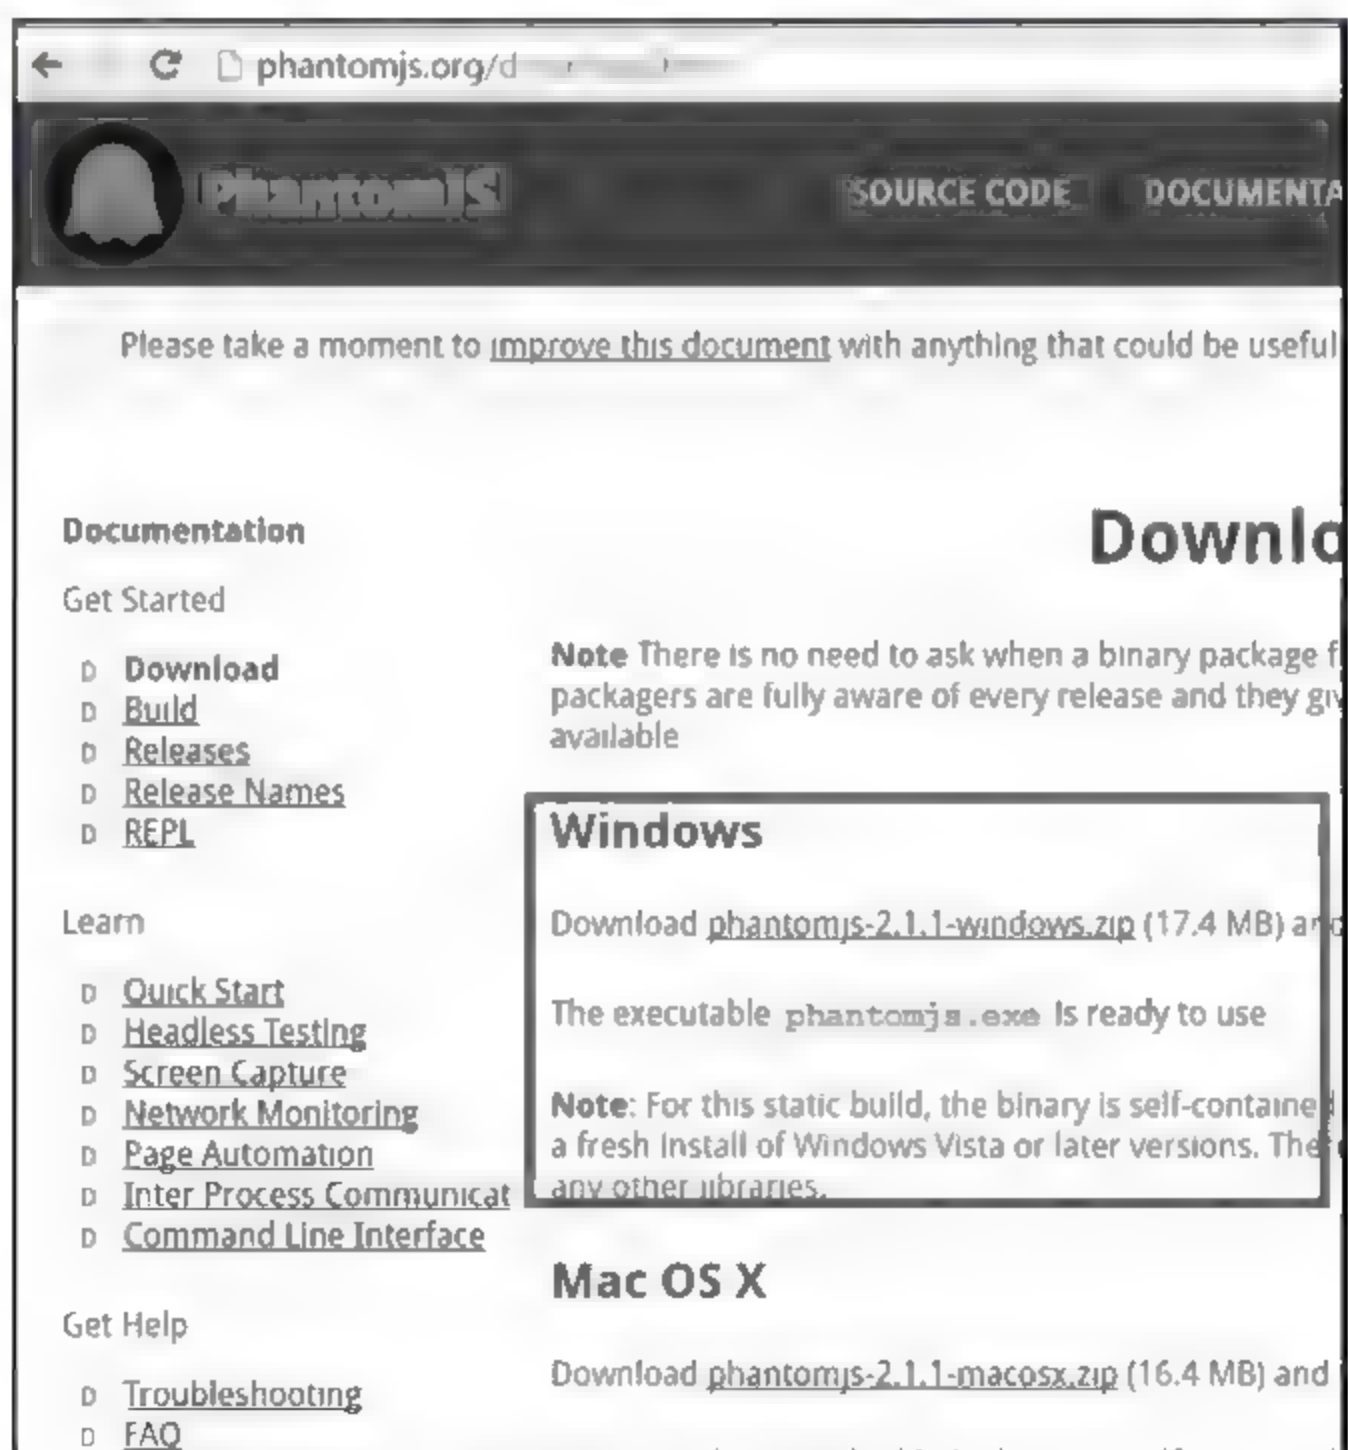 phantomjs.org/d
PhantomJS
SOURCE CODE
DOCUMENTA
Please take a moment to improve this document with anything that could be useful
Documentation
Get Started
Download
Build
Releases
Release Names
REPL
Learn
Quick Start
Headless Testing
Screen Capture
Network Monitoring
Page Automation
Inter Process Communicat
Command Line Interface
Get Help
Troubleshooting
FAQ
Downlo
Note There is no need to ask when a binary package f
packagers are fully aware of every release and they giv
available
Windows
Download phantomjs-2.1.1-windows.zip (17.4 MB) and
The executable phantomjs.exe is ready to use
Note: For this static build, the binary is self-contained
a fresh install of Windows Vista or later versions. The
any other libraries.
Mac OS X
Download phantomjs-2.1.1-macosx.zip (16.4 MB) and